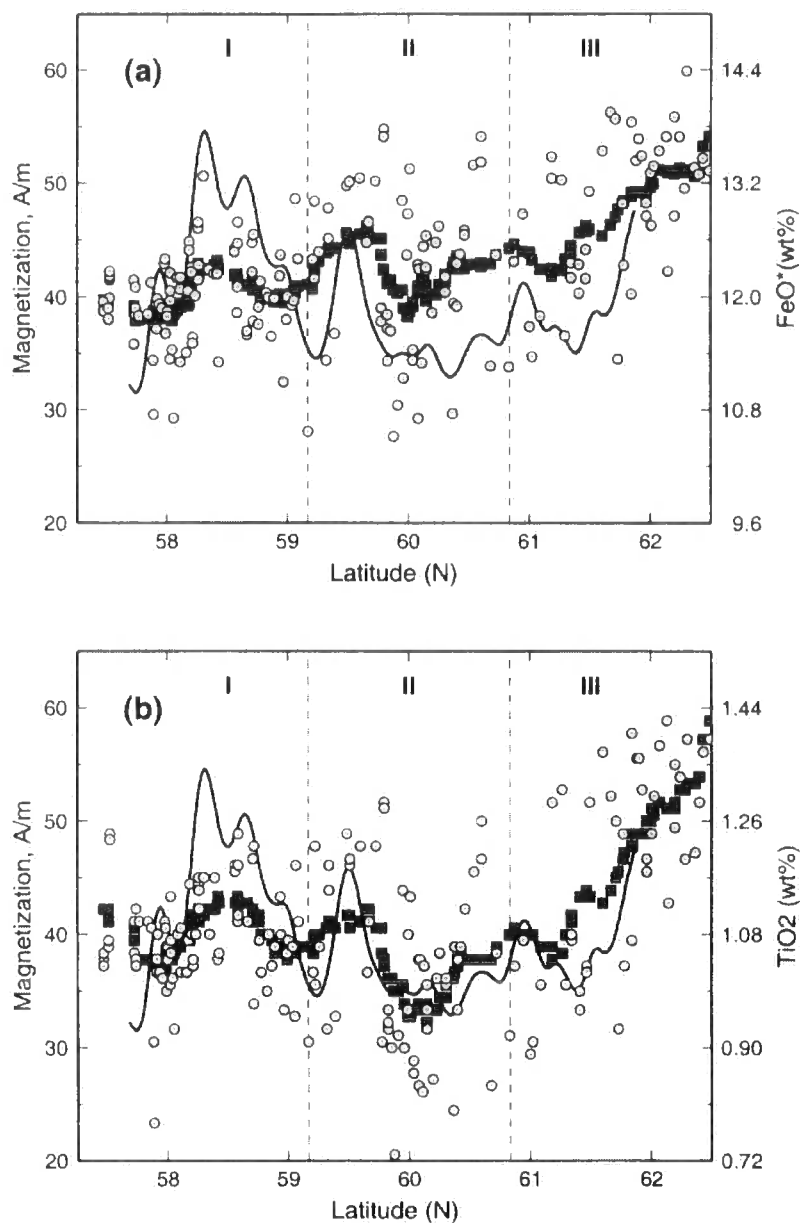 I II III
(a)
60
50
40
30
20
Magnetization, A/m
14.4
13.2
12.0
10.8
9.6
FeO*(wt%)
58 59 60 61 62
Latitude (N)
I II III
(b)
60
50
40
30
20
Magnetization, A/m
1.44
1.26
1.08
0.90
0.72
TiO2 (wt%)
58 59 60 61 62
Latitude (N)